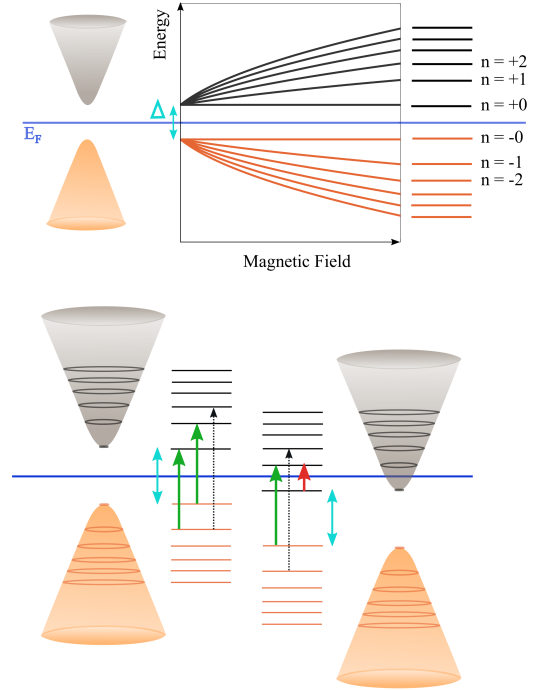 Energy
n = +2
n = +1
Δ
n = +0
E_F
n = -0
n = -1
n = -2
Magnetic Field